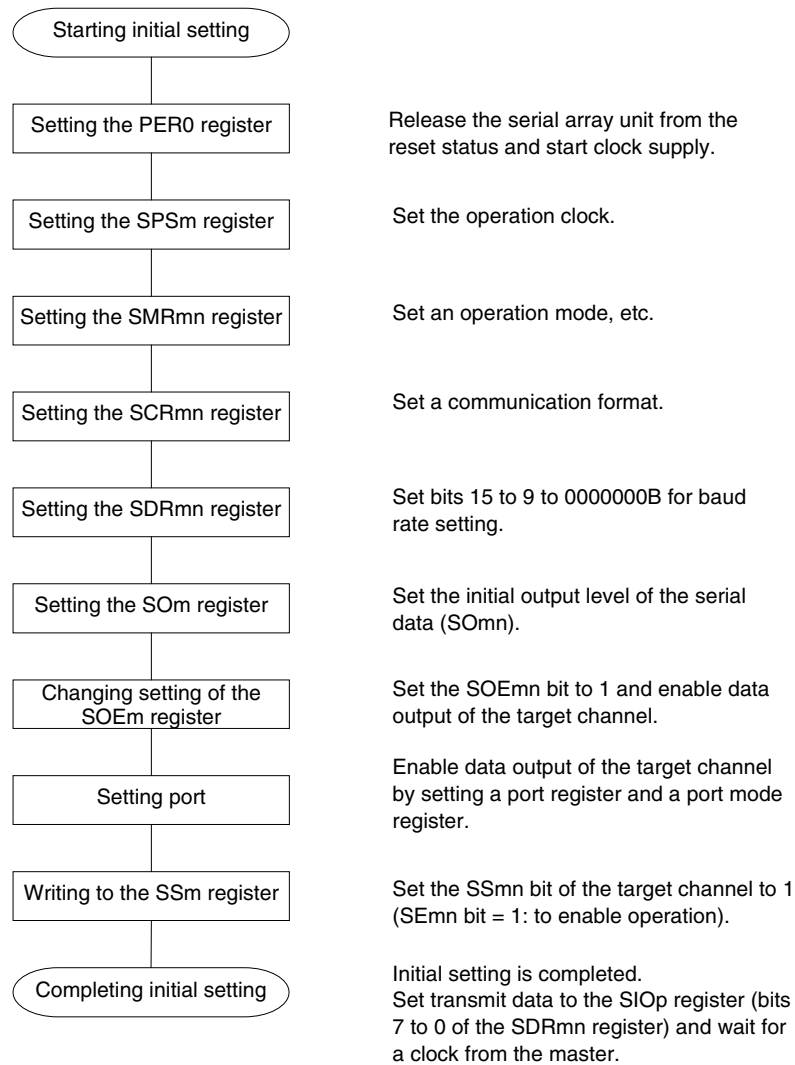 Starting initial setting
Setting the PER0 register
Release the serial array unit from the
reset status and start clock supply.
Setting the SPSm register
Set the operation clock.
Setting the SMRmn register
Set an operation mode, etc.
Setting the SCRmn register
Set a communication format.
Setting the SDRmn register
Set bits 15 to 9 to 0000000B for baud
rate setting.
Setting the SOm register
Set the initial output level of the serial
data (SOmn).
Changing setting of the
SOEm register
Set the SOEmn bit to 1 and enable data
output of the target channel.
Setting port
Enable data output of the target channel
by setting a port register and a port mode
register.
Writing to the SSm register
Set the SSmn bit of the target channel to 1
(SEmn bit = 1: to enable operation).
Completing initial setting
Initial setting is completed.
Set transmit data to the SIOp register (bits
7 to 0 of the SDRmn register) and wait for
a clock from the master.